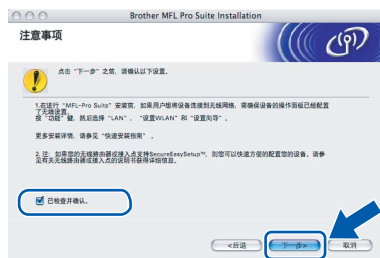 Brother MFL Pro Suite Installation
注意事项
点击 "下一步" 之前, 请确认以下设置。
1.在进行 "MFL-Pro Suite" 安装前, 如果用户想将设备连接到无线网络, 需确保设备的操作面板已经配置
了无线设置。
按 "功能" 键, 然后选择 "LAN" 、 "设置WLAN" 和 "设置向导" 。
更多安装详情, 请参见 "快速安装指南" 。
2. 注: 如果您的无线路由器或接入点支持SecureEasySetup™, 则您可以快速方便的配置您的设备。请参
见有关无线路由器或接入点的说明书获得详细信息。
已检查并确认。
<后退
下一步>
取消